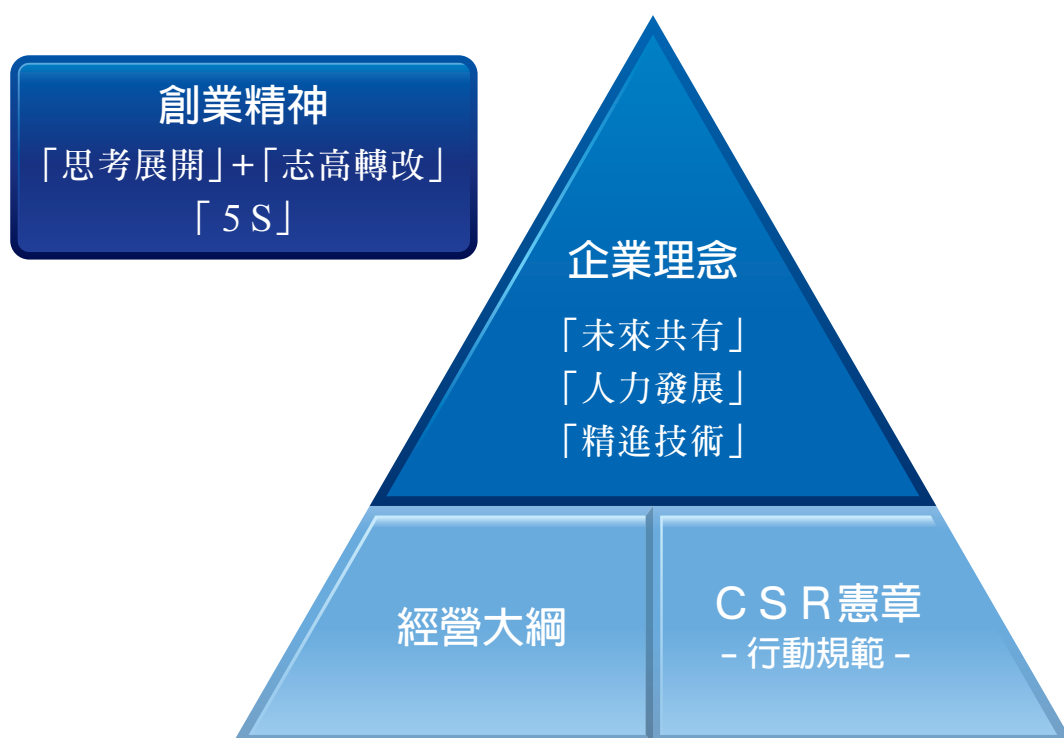 創業精神
「思考展開」+「志高轉改」
「5S」
企業理念
「未來共有」
「人力發展」
「精進技術」
經營大綱
CSR憲章
– 行動規範 –